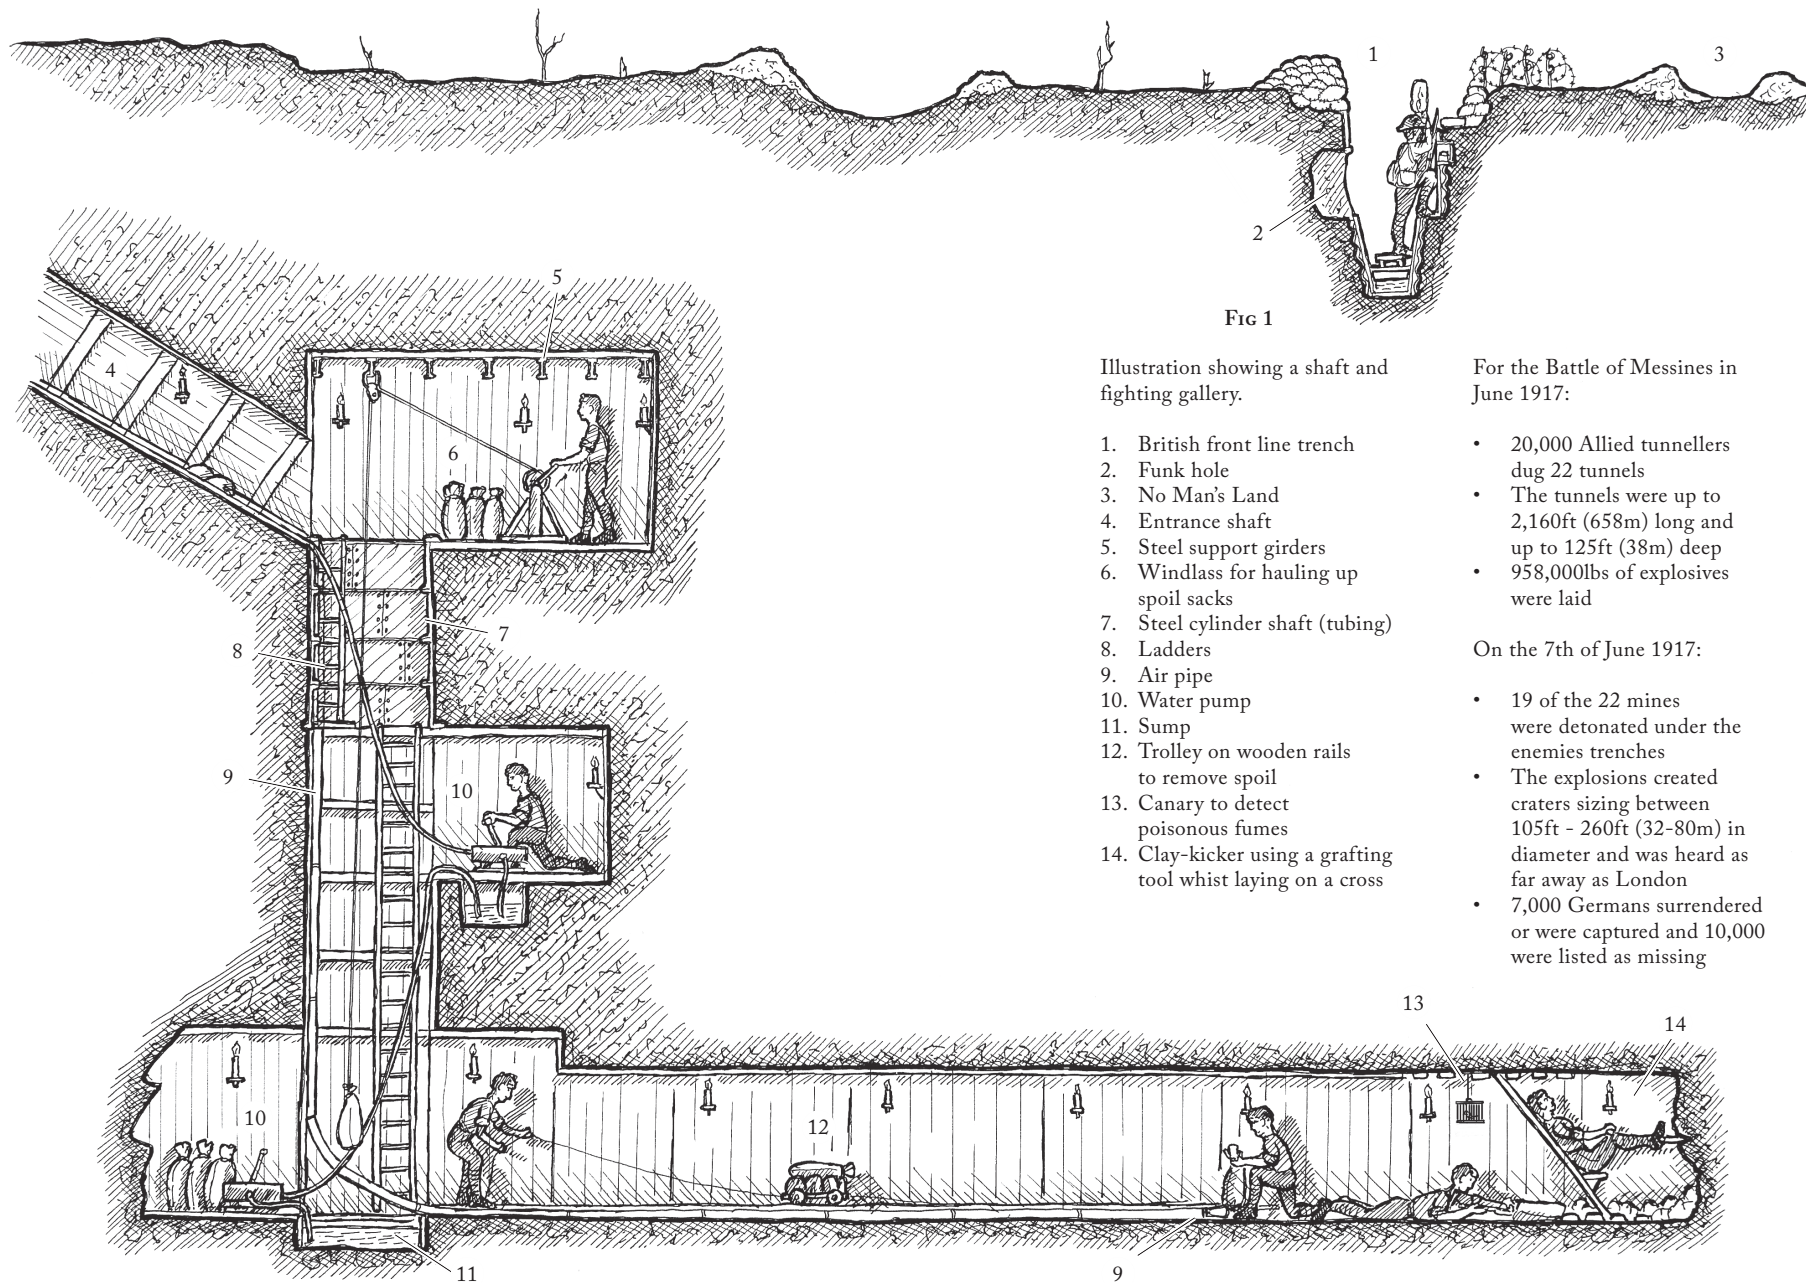 1
3
2
5
4
6
7
8
9
10
10
12
11
9
13
14
FIG 1
Illustration showing a shaft and
fighting gallery.
1. British front line trench
2. Funk hole
3. No Man's Land
4. Entrance shaft
5. Steel support girders
6. Windlass for hauling up
spoil sacks
7. Steel cylinder shaft (tubing)
8. Ladders
9. Air pipe
10. Water pump
11. Sump
12. Trolley on wooden rails
to remove spoil
13. Canary to detect
poisonous fumes
14. Clay-kicker using a grafting
tool whist laying on a cross
For the Battle of Messines in
June 1917:
• 20,000 Allied tunnellers
dug 22 tunnels
• The tunnels were up to
2,160ft (658m) long and
up to 125ft (38m) deep
• 958,000lbs of explosives
were laid
On the 7th of June 1917:
• 19 of the 22 mines
were detonated under the
enemies trenches
• The explosions created
craters sizing between
105ft - 260ft (32-80m) in
diameter and was heard as
far away as London
• 7,000 Germans surrendered
or were captured and 10,000
were listed as missing